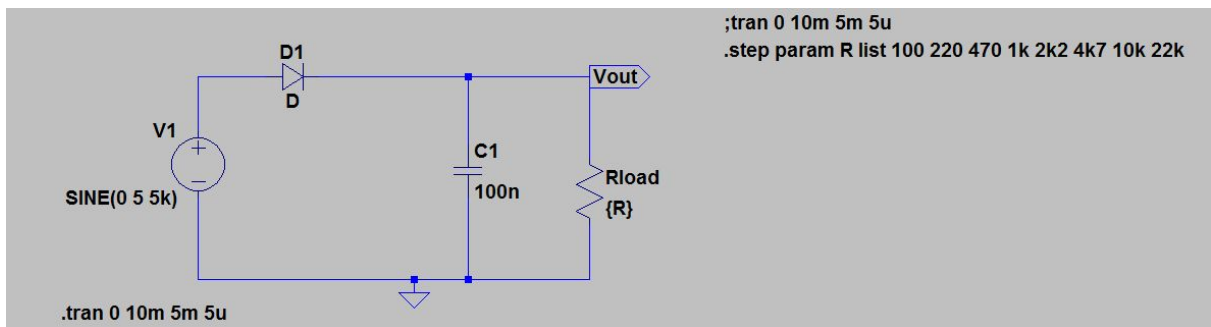 ;tran 0 10m 5m 5u
.step param R list 100 220 470 1k 2k2 4k7 10k 22k
D1
D
Vout
V1
SINE(0 5 5k)
C1
100n
Rload
{R}
.tran 0 10m 5m 5u